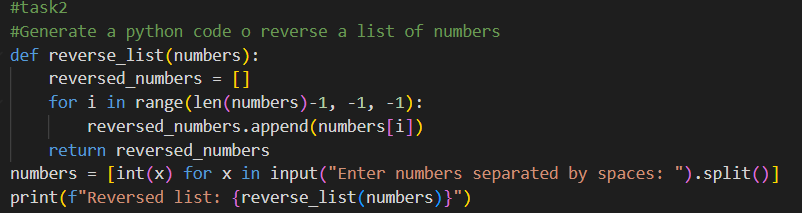 #task2
#Generate a python code o reverse a list of numbers
def reverse_list(numbers):
    reversed_numbers = []
    for i in range(len(numbers)-1, -1, -1):
        reversed_numbers.append(numbers[i])
    return reversed_numbers
numbers = [int(x) for x in input("Enter numbers separated by spaces: ").split()]
print(f"Reversed list: {reverse_list(numbers)}")